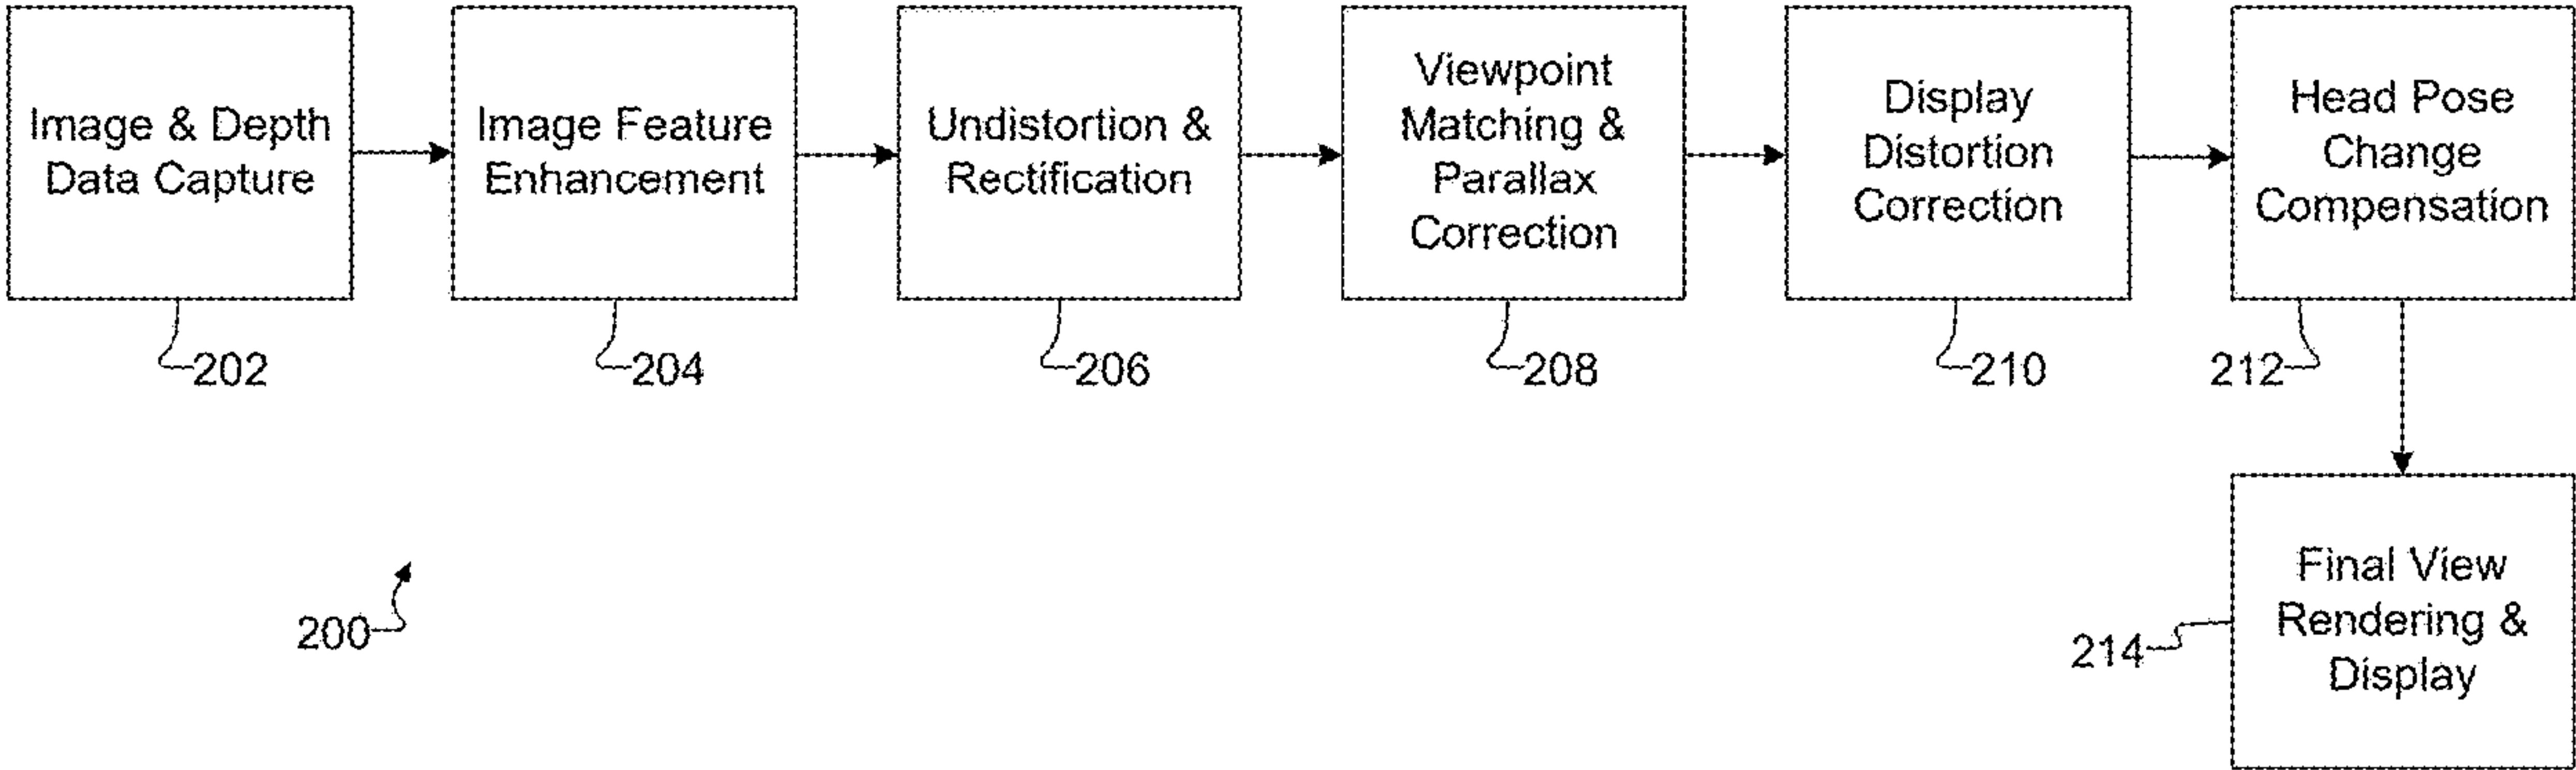 Image & Depth
Data Capture
Image Feature
Enhancement
Undistortion &
Rectification
Viewpoint
Matching &
Parallax
Correction
Display
Distortion
Correction
Head Pose
Change
Compensation
202
204
206
208
210
212
Final View
Rendering &
Display
200
214